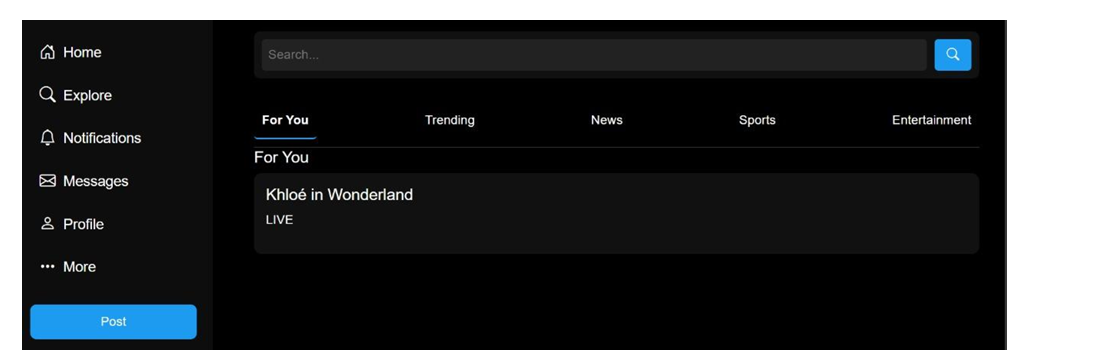 Home
Explore
Notifications
Messages
Profile
More
Post
Search...
For You
Trending
News
Sports
Entertainment
For You
Khloé in Wonderland
LIVE